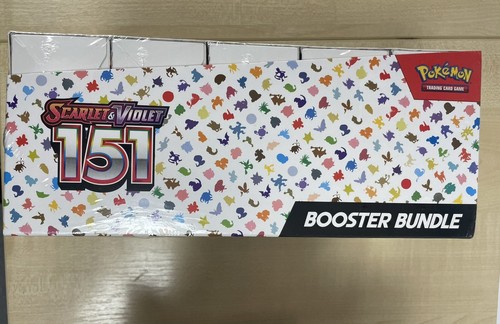 Pokémon
TRADING CARD GAME
SCARLET & VIOLET
151
BOOSTER BUNDLE